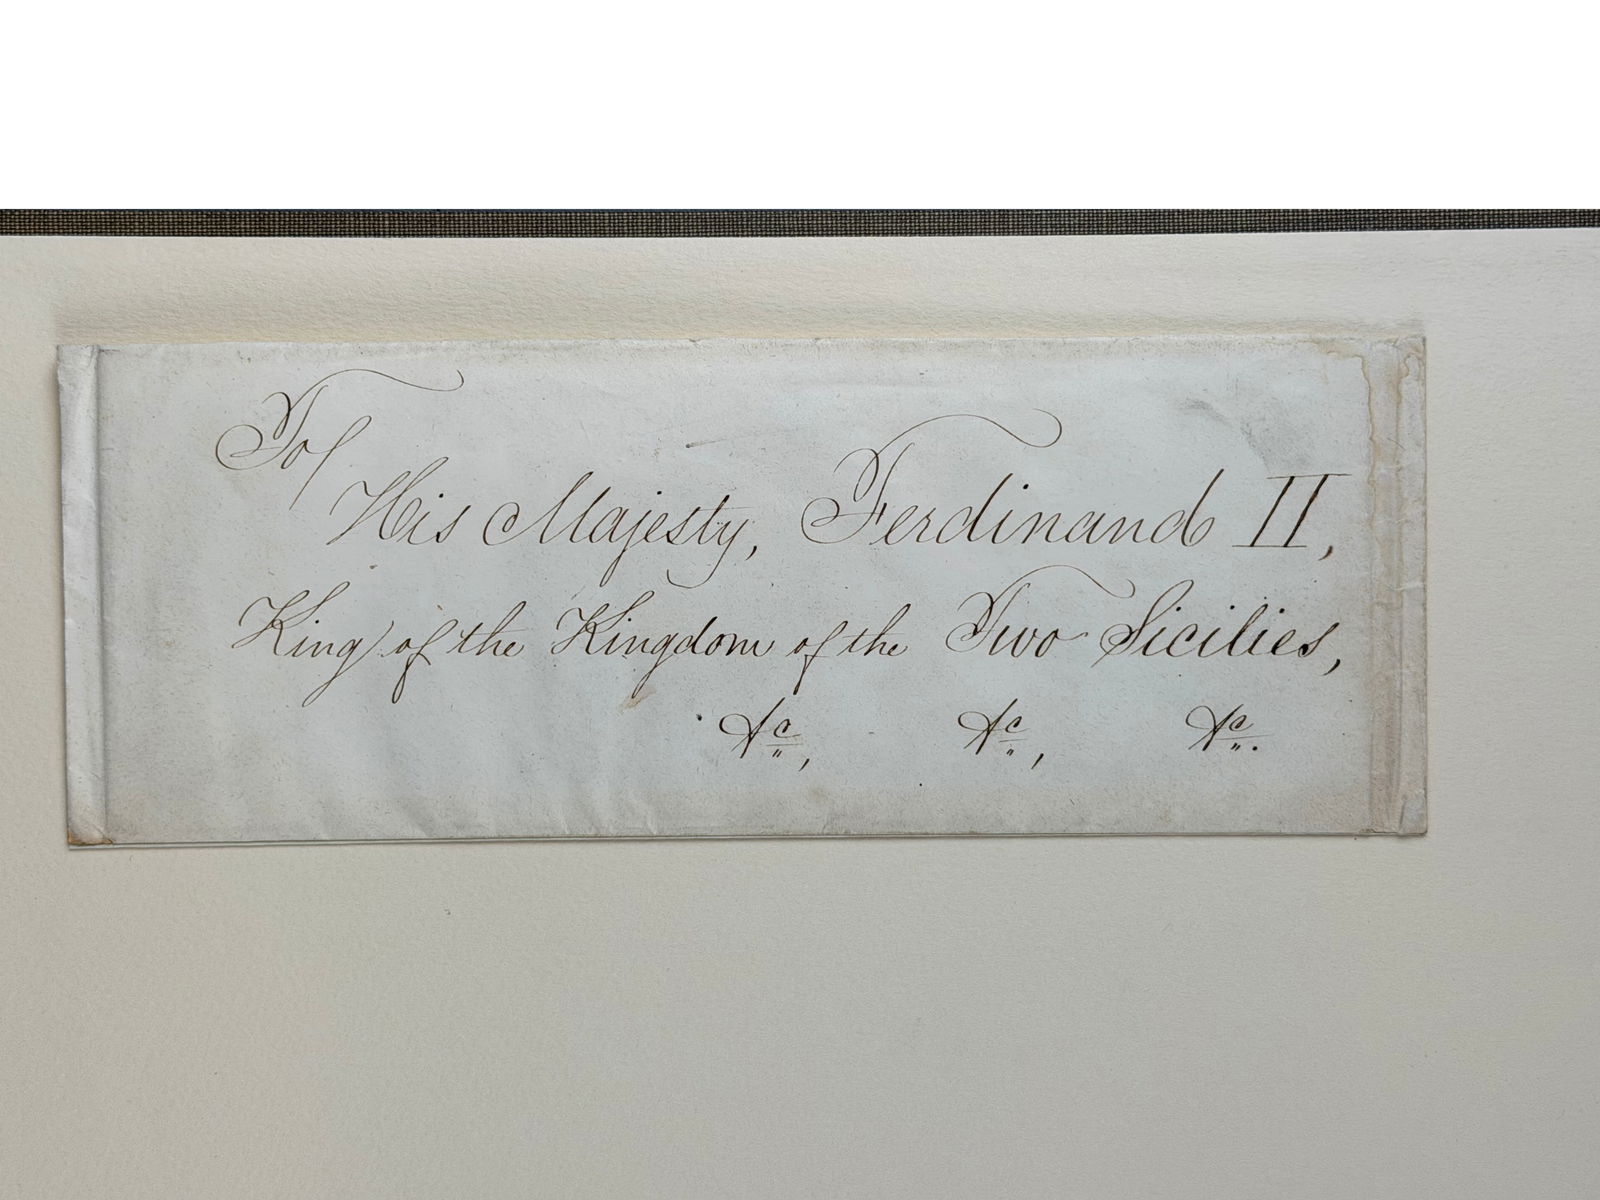 To/
His Majesty, Ferdinand II,
King of the Kingdom of the Two Sicilies,
&c, &c, &c.